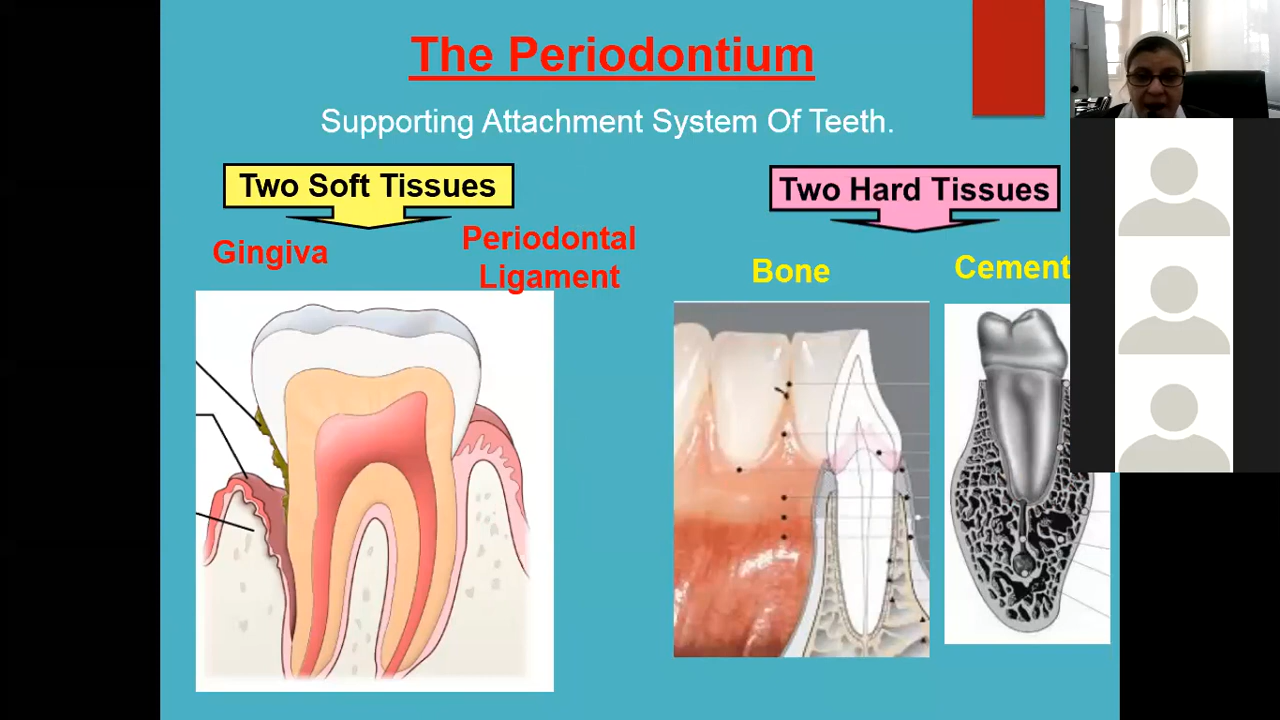 The Periodontium
Supporting Attachment System Of Teeth.
Two Soft Tissues
Two Hard Tissues
Gingiva
Periodontal
Ligament
Bone
Cement